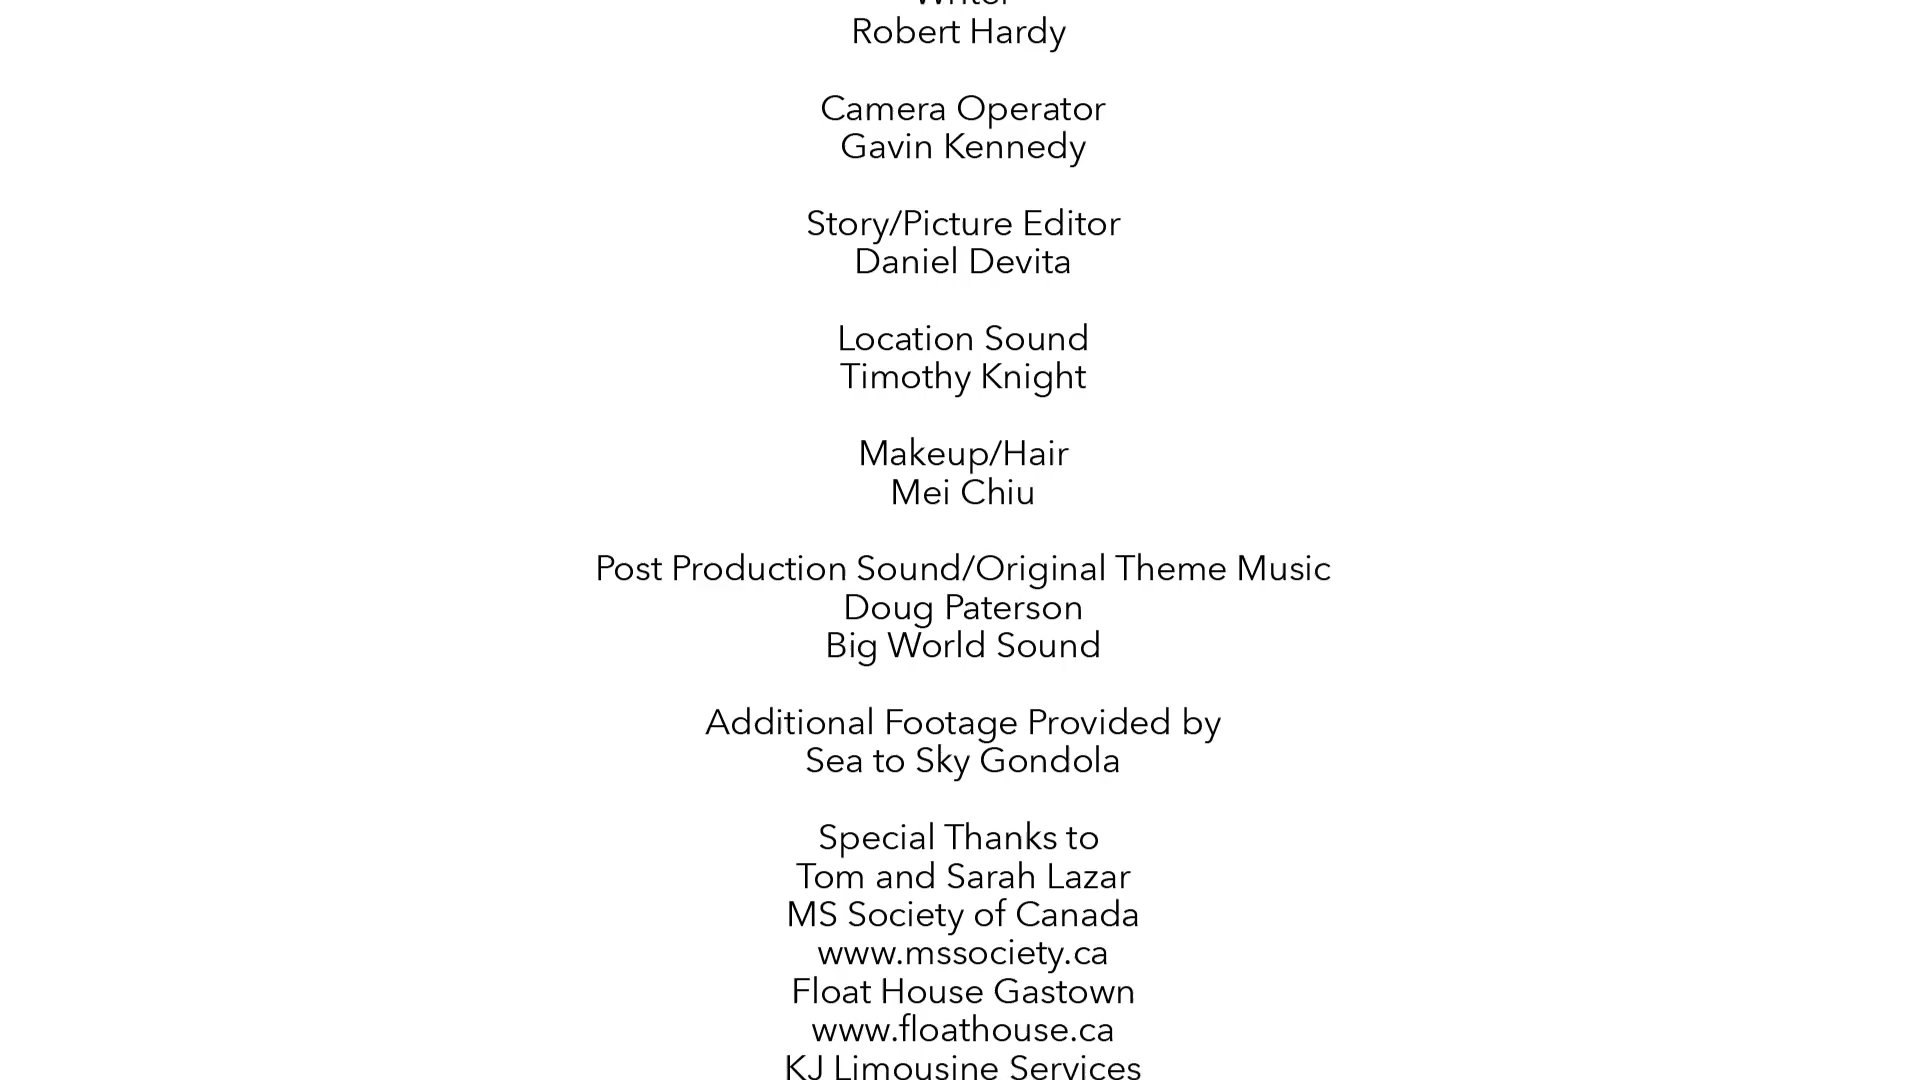 Writer
Robert Hardy
Camera Operator
Gavin Kennedy
Story/Picture Editor
Daniel Devita
Location Sound
Timothy Knight
Makeup/Hair
Mei Chiu
Post Production Sound/Original Theme Music
Doug Paterson
Big World Sound
Additional Footage Provided by
Sea to Sky Gondola
Special Thanks to
Tom and Sarah Lazar
MS Society of Canada
www.mssociety.ca
Float House Gastown
www.floathouse.ca
KJ Limousine Services